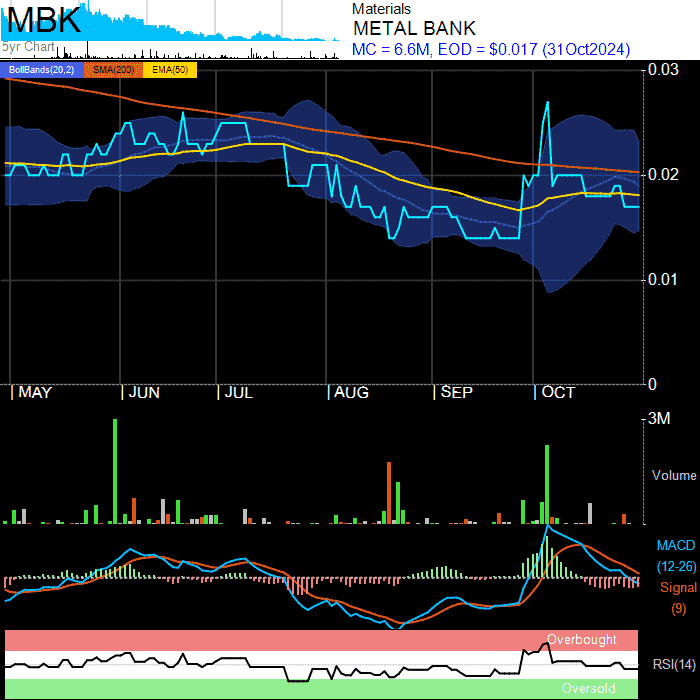 MBK
5yr Chart
Materials
METAL BANK
MC = 6.6M, EOD = $0.017 (31Oct2024)
BollBands(20,2) SMA(200) EMA(50)
0.03
0.02
0.01
0
MAY JUN JUL AUG SEP OCT
3M
Volume
MACD
(12-26)
Signal
(9)
Overbought
RSI(14)
Oversold